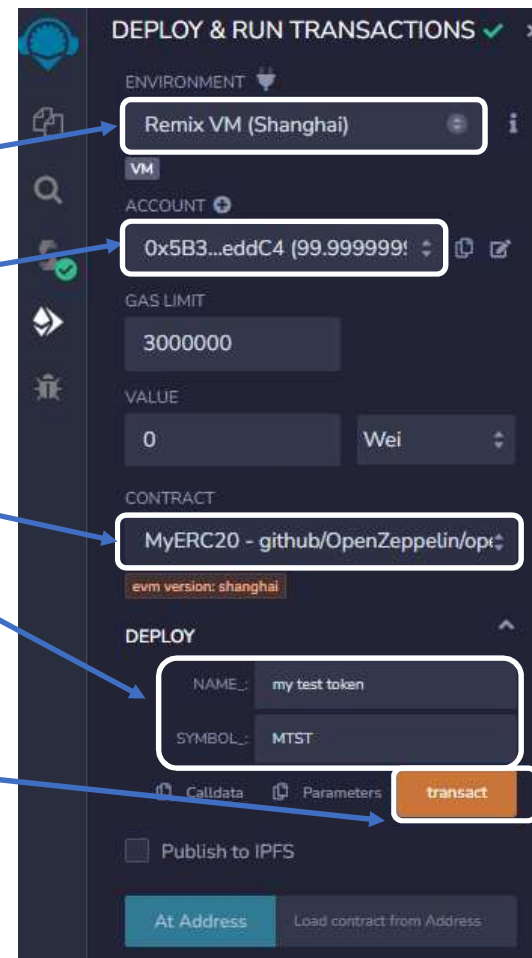 DEPLOY & RUN TRANSACTIONS
ENVIRONMENT
Remix VM (Shanghai)
VM
ACCOUNT
0x5B3...eddC4 (99.9999999
GAS LIMIT
3000000
VALUE
0 Wei
CONTRACT
MyERC20 - github/OpenZeppelin/ope
evm version: shanghai
DEPLOY
NAME_: my test token
SYMBOL_: MTST
Calldata Parameters transact
Publish to IPFS
At Address Load contract from Address